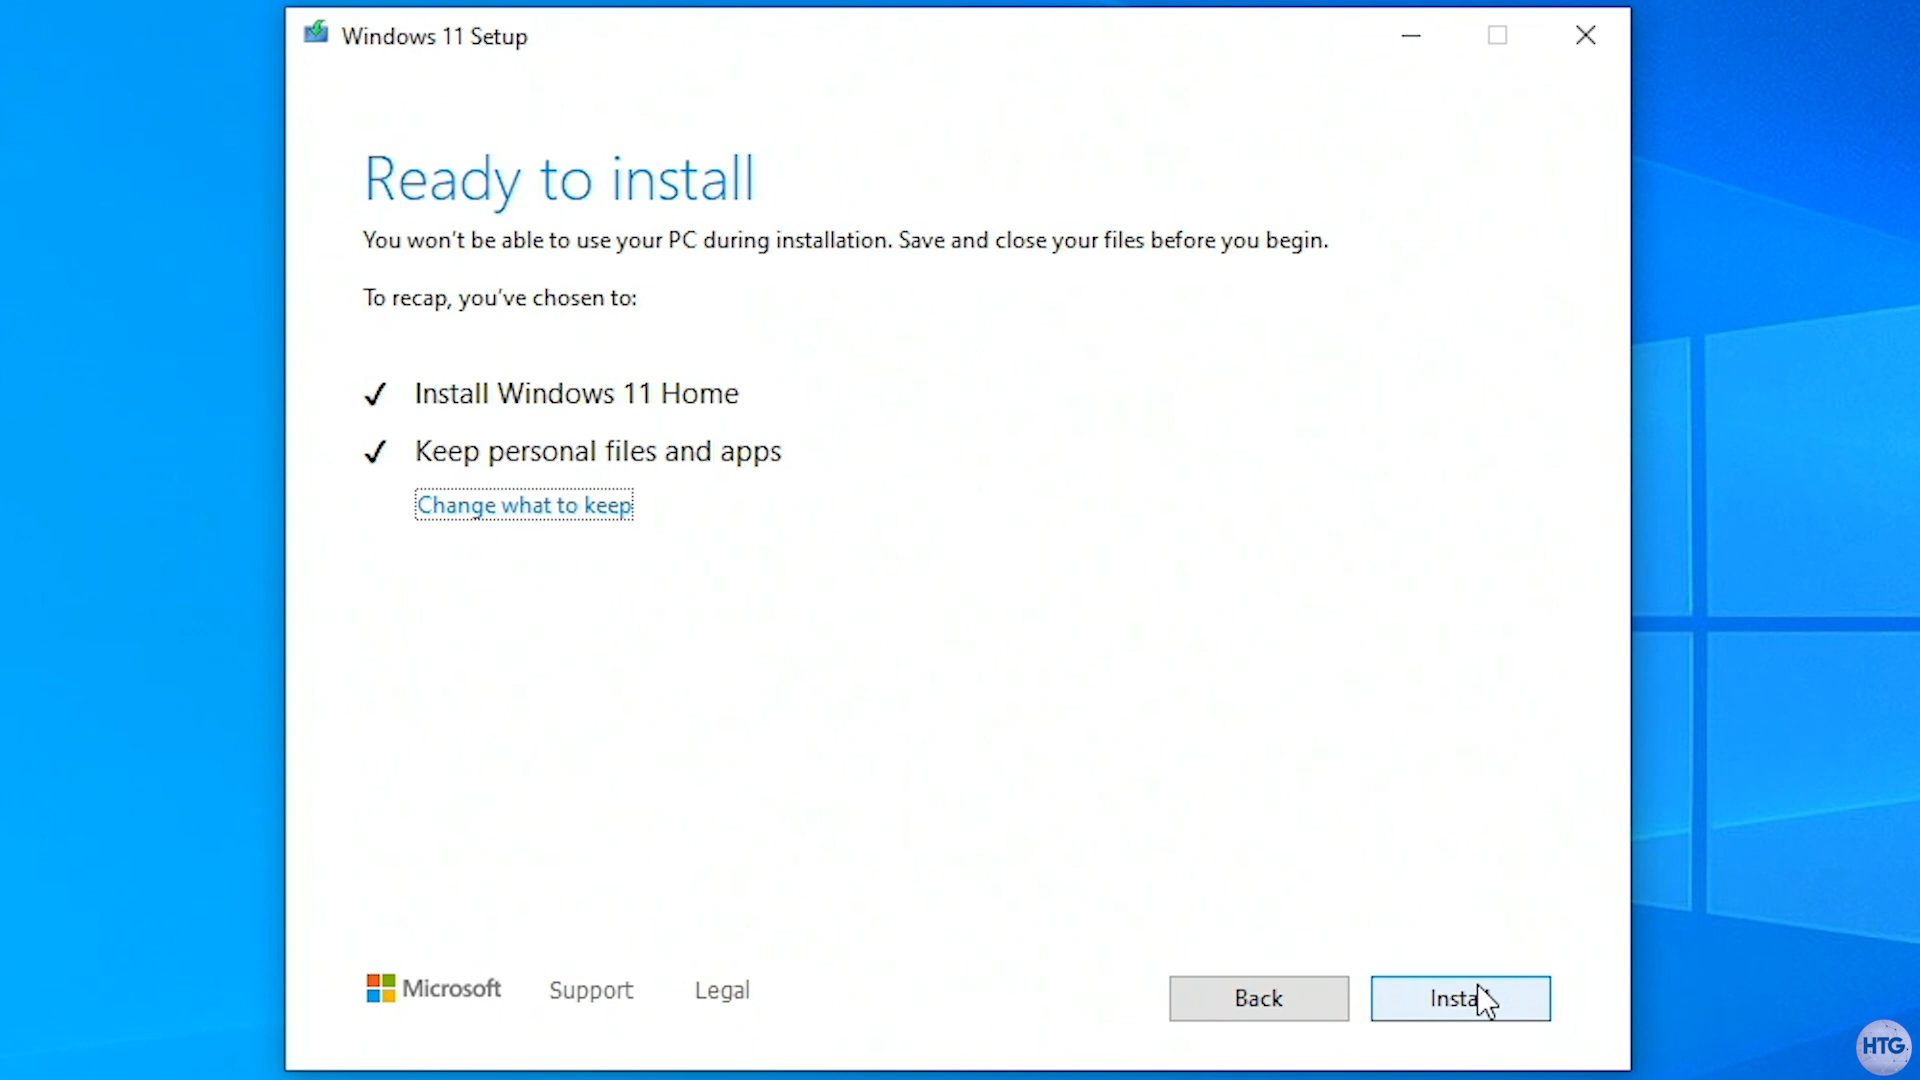 Windows 11 Setup
Ready to install
You won't be able to use your PC during installation. Save and close your files before you begin.
To recap, you've chosen to:
✓ Install Windows 11 Home
✓ Keep personal files and apps
Change what to keep
Microsoft Support Legal
Back Install
HTG